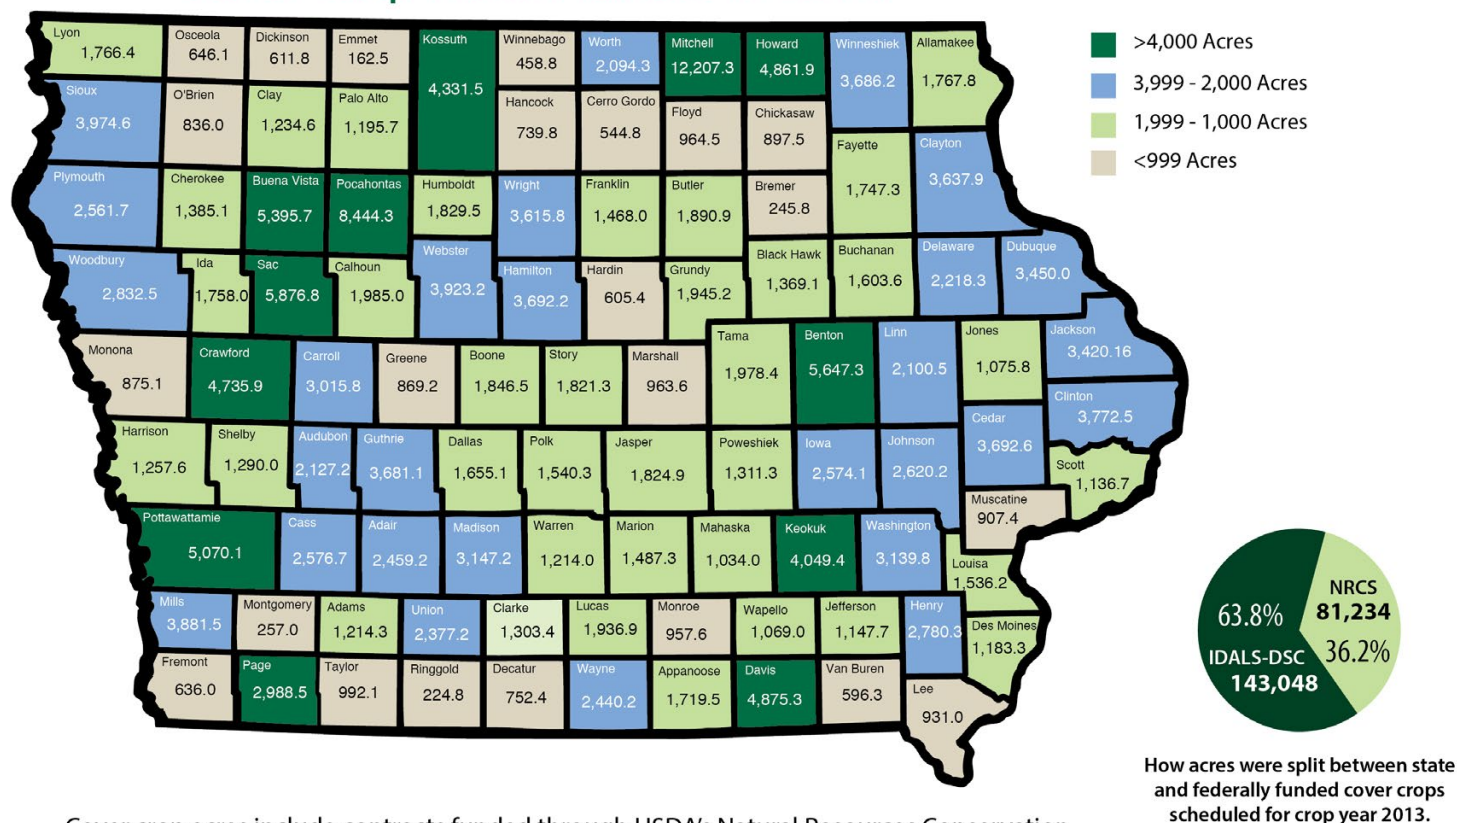 Lyon
1,766.4
Osceola
646.1
Dickinson
611.8
Emmet
162.5
Kossuth
4,331.5
Winnebago
458.8
Worth
2,094.3
Mitchell
12,207.3
Howard
4,861.9
Winneshiek
3,686.2
Allamakee
1,767.8
>4,000 Acres
3,999 - 2,000 Acres
1,999 - 1,000 Acres
<999 Acres
Sioux
3,974.6
O'Brien
836.0
Clay
1,234.6
Palo Alto
1,195.7
Hancock
739.8
Cerro Gordo
544.8
Floyd
964.5
Chickasaw
897.5
Fayette
1,747.3
Clayton
3,637.9
Plymouth
2,561.7
Cherokee
1,385.1
Buena Vista
5,395.7
Pocahontas
8,444.3
Humboldt
1,829.5
Wright
3,615.8
Franklin
1,468.0
Butler
1,890.9
Bremer
245.8
Woodbury
2,832.5
Ida
1,758.0
Sac
5,876.8
Calhoun
1,985.0
Webster
3,923.2
Hamilton
3,692.2
Hardin
605.4
Grundy
1,945.2
Black Hawk
1,369.1
Buchanan
1,603.6
Delaware
2,218.3
Dubuque
3,450.0
Monona
875.1
Crawford
4,735.9
Carroll
3,015.8
Greene
869.2
Boone
1,846.5
Story
1,821.3
Marshall
963.6
Tama
1,978.4
Benton
5,647.3
Linn
2,100.5
Jones
1,075.8
Jackson
3,420.16
Clinton
3,772.5
Harrison
1,257.6
Shelby
1,290.0
Audubon
2,127.2
Guthrie
3,681.1
Dallas
1,655.1
Polk
1,540.3
Jasper
1,824.9
Poweshiek
1,311.3
Iowa
2,574.1
Johnson
2,620.2
Cedar
3,692.6
Scott
1,136.7
Muscatine
907.4
Pottawattamie
5,070.1
Cass
2,576.7
Adair
2,459.2
Madison
3,147.2
Warren
1,214.0
Marion
1,487.3
Mahaska
1,034.0
Keokuk
4,049.4
Washington
3,139.8
Louisa
1,536.2
Mills
3,881.5
Montgomery
257.0
Adams
1,214.3
Union
2,377.2
Clarke
1,303.4
Lucas
1,936.9
Monroe
957.6
Wapello
1,069.0
Jefferson
1,147.7
Henry
2,780.3
Des Moines
1,183.3
Fremont
636.0
Page
2,988.5
Taylor
992.1
Ringgold
224.8
Decatur
752.4
Wayne
2,440.2
Appanoose
1,719.5
Davis
4,875.3
Van Buren
596.3
Lee
931.0
63.8%
IDALS-DSC
143,048
NRCS
81,234
36.2%
How acres were split between state
and federally funded cover crops
scheduled for crop year 2013.
Cover crop acres include contracts funded through USDA's Natural Resources Conservation